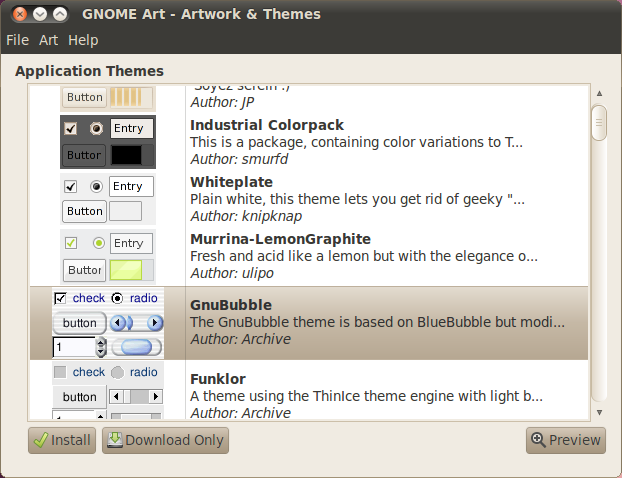 GNOME Art - Artwork & Themes
File Art Help
Application Themes
Button
"Soyez serein :)
Author: JP
Entry
Button
Industrial Colorpack
This is a package, containing color variations to T...
Author: smurfd
Entry
Button
Whiteplate
Plain white, this theme lets you get rid of geeky "...
Author: knipknap
Entry
Button
Murrina-LemonGraphite
Fresh and acid like a lemon but with the elegance o...
Author: ulipo
check radio
button
1
GnuBubble
The GnuBubble theme is based on BlueBubble but modi...
Author: Archive
check radio
button
Funklor
A theme using the ThinIce theme engine with light b...
Author: Archive
Install Download Only Preview